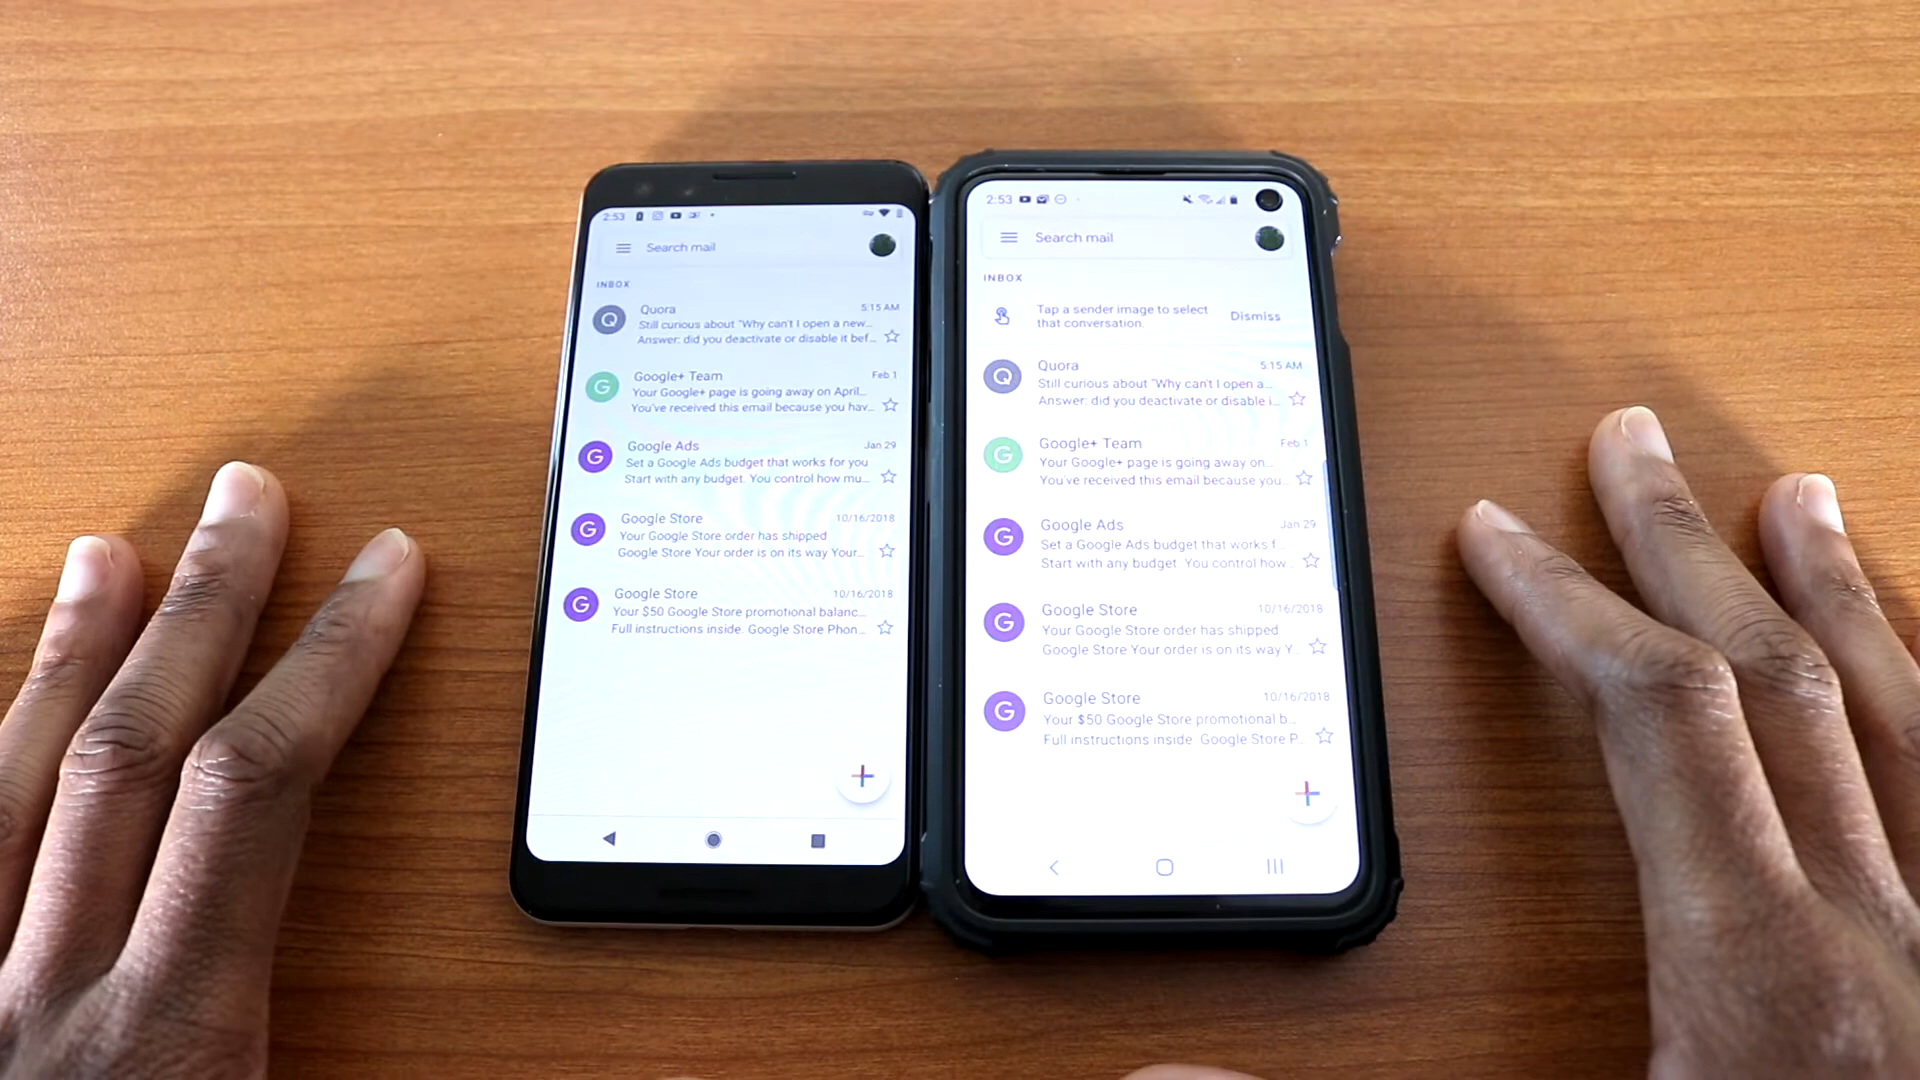 2:53
Search mail
INBOX
Q
Quora
5:15 AM
Still curious about "Why can't I open a new...
Answer: did you deactivate or disable it bef...
G
Google+ Team
Feb 1
Your Google+ page is going away on April...
You've received this email because you hav...
G
Google Ads
Jan 29
Set a Google Ads budget that works for you
Start with any budget. You control how mu...
G
Google Store
10/16/2018
Your Google Store order has shipped
Google Store Your order is on its way Your...
G
Google Store
10/16/2018
Your $50 Google Store promotional balanc...
Full instructions inside. Google Store Phon...
2:53
Search mail
INBOX
Tap a sender image to select
that conversation.
Dismiss
Q
Quora
5:15 AM
Still curious about "Why can't I open a...
Answer: did you deactivate or disable i...
G
Google+ Team
Feb 1
Your Google+ page is going away on...
You've received this email because you...
G
Google Ads
Jan 29
Set a Google Ads budget that works f...
Start with any budget. You control how...
G
Google Store
10/16/2018
Your Google Store order has shipped
Google Store Your order is on its way Y...
G
Google Store
10/16/2018
Your $50 Google Store promotional b...
Full instructions inside. Google Store P...